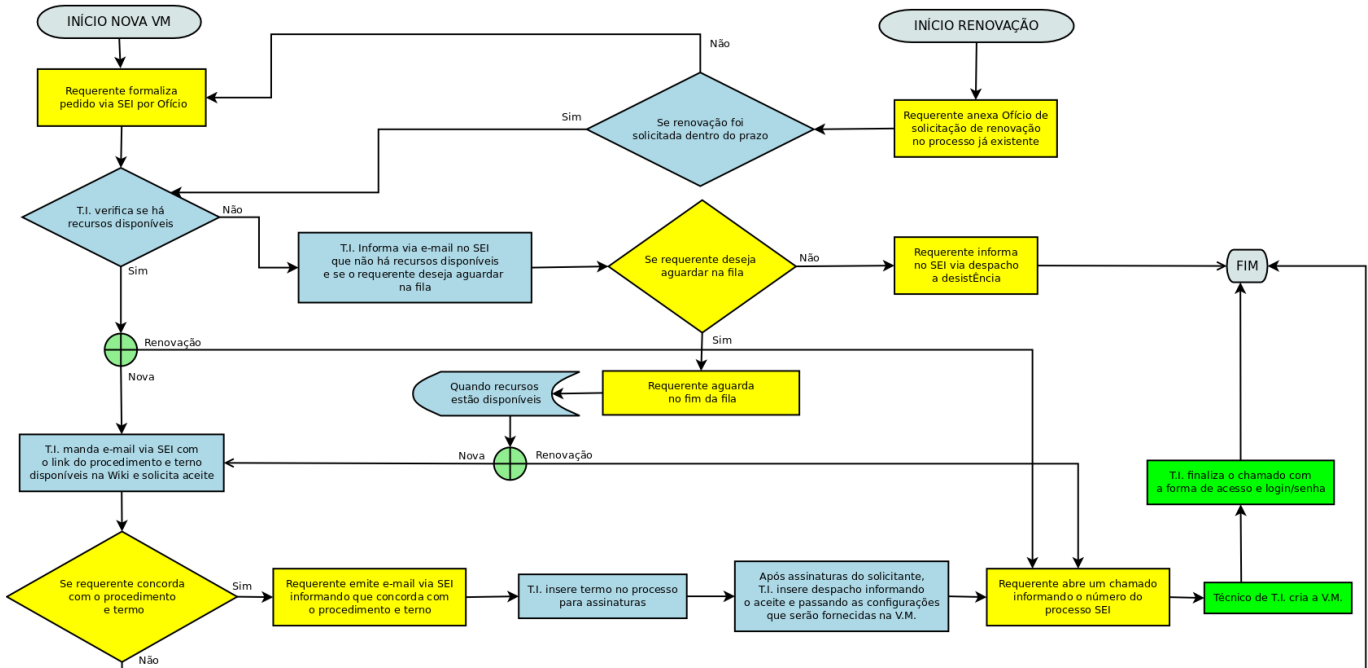 INÍCIO NOVA VM
INÍCIO RENOVAÇÃO
Não
Requerente formaliza
pedido via SEI por Ofício
Sim
Se renovação foi
solicitada dentro do prazo
Requerente anexa Ofício de
solicitação de renovação
no processo já existente
T.I. verifica se há
recursos disponíveis
Não
Sim
T.I. Informa via e-mail no SEI
que não há recursos disponíveis
e se o requerente deseja aguardar
na fila
Se requerente deseja
aguardar na fila
Não
Requerente informa
no SEI via despacho
a desistÊncia
FIM
Sim
Renovação
Nova
Quando recursos
estão disponíveis
Requerente aguarda
no fim da fila
T.I. manda e-mail via SEI com
o link do procedimento e terno
disponíveis na Wiki e solicita aceite
Nova
Renovação
T.I. finaliza o chamado com
a forma de acesso e login/senha
Se requerente concorda
com o procedimento
e termo
Sim
Requerente emite e-mail via SEI
informando que concorda com
o procedimento e terno
T.I. insere termo no processo
para assinaturas
Após assinaturas do solicitante,
T.I. insere despacho informando
o aceite e passando as configurações
que serão fornecidas na V.M.
Requerente abre um chamado
informando o número do
processo SEI
Técnico de T.I. cria a V.M.
Não